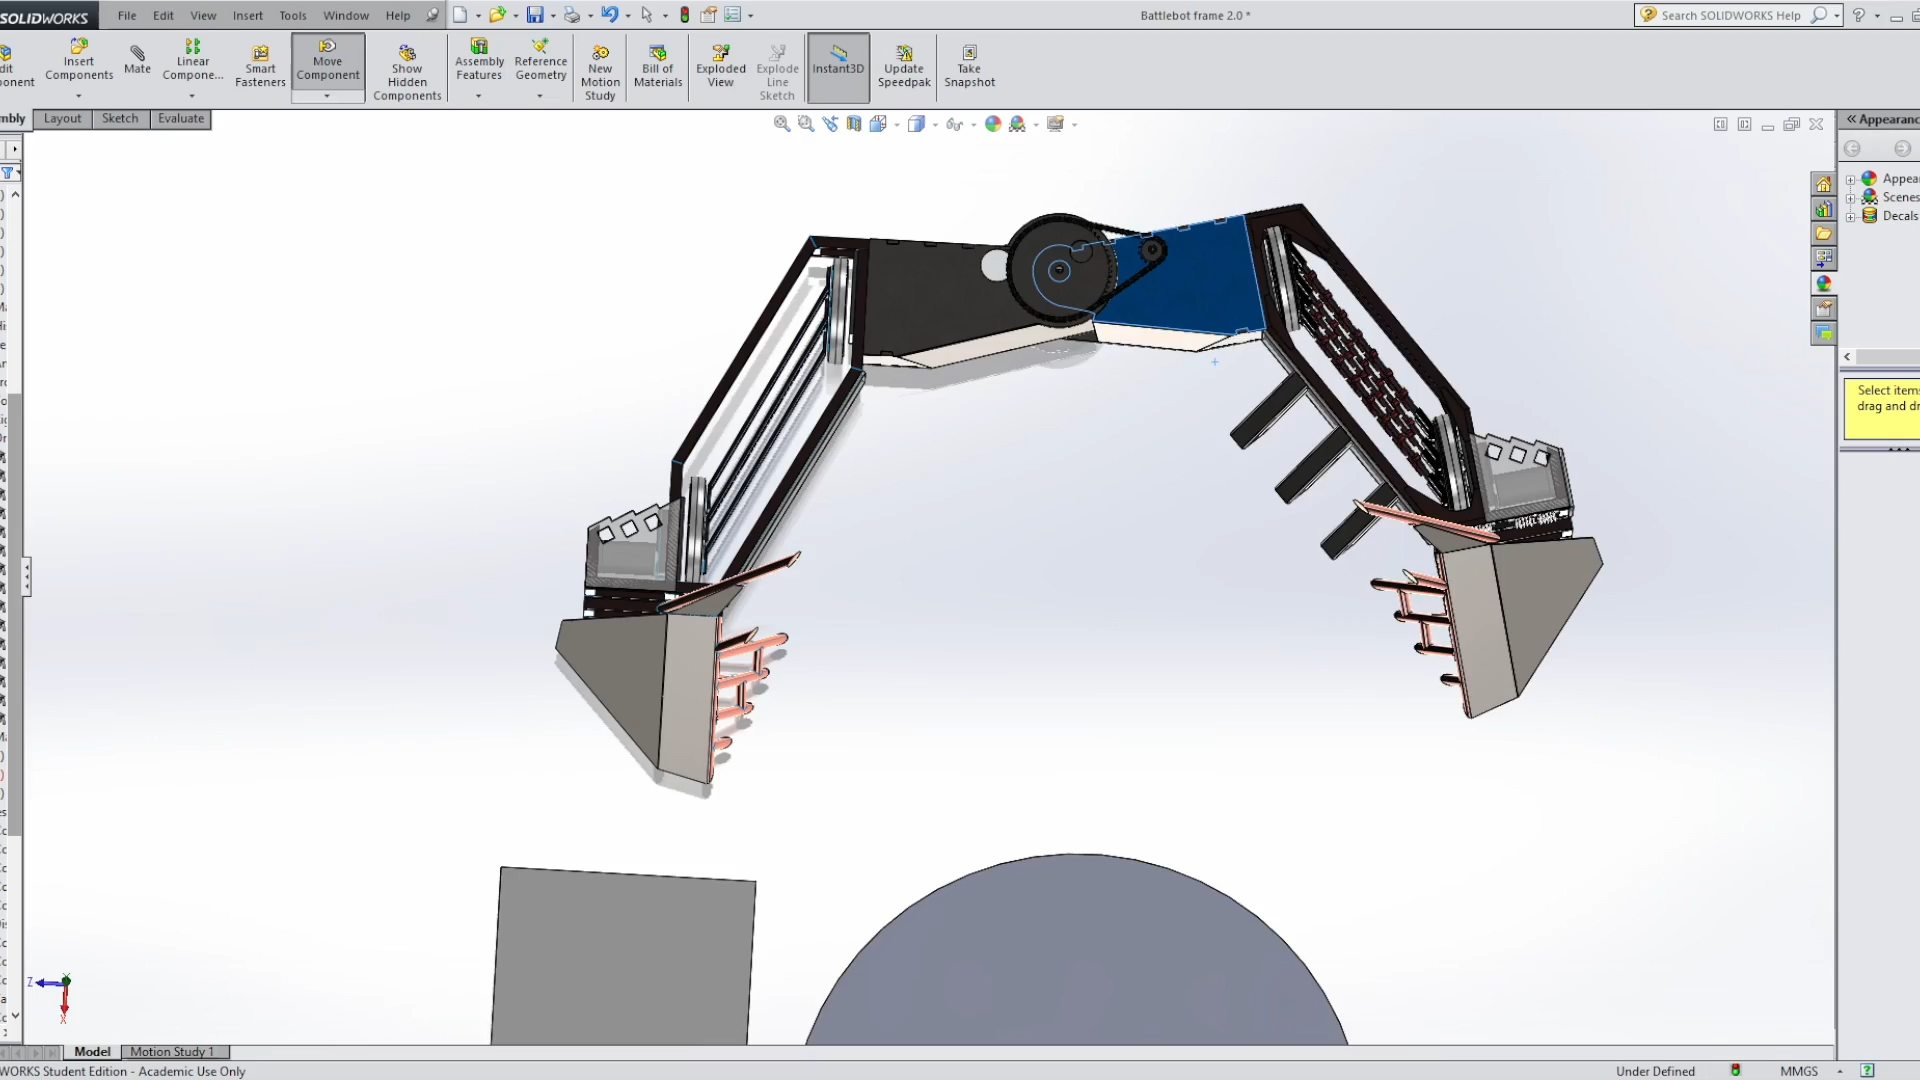 SOLIDWORKS
File Edit View Insert Tools Window Help
Battlebot frame 2.0 *
Search SOLIDWORKS Help
Insert Components
Mate
Linear Compone...
Smart Fasteners
Move Component
Show Hidden Components
Assembly Features
Reference Geometry
New Motion Study
Bill of Materials
Exploded View
Explode Line Sketch
Instant3D
Update Speedpak
Take Snapshot
mbly Layout Sketch Evaluate
« Appearanc
Appea
Scenes
Decals
Select items
drag and dr
Z
X
Model Motion Study 1
WORKS Student Edition - Academic Use Only
Under Defined
MMGS